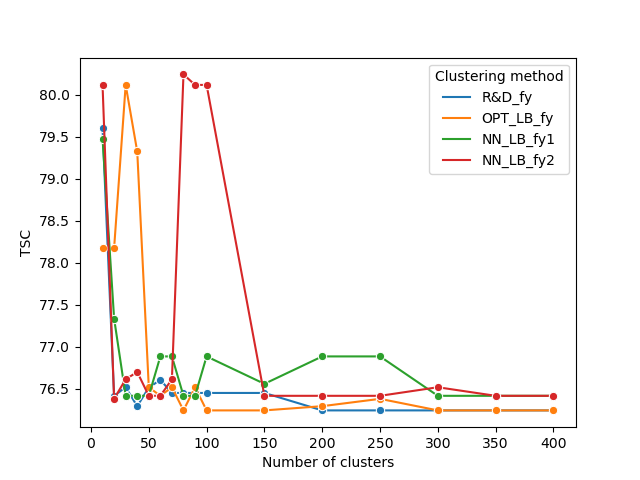 Clustering method
R&D_fy
OPT_LB_fy
NN_LB_fy1
NN_LB_fy2
80.0
79.5
79.0
78.5
78.0
77.5
77.0
76.5
TSC
0 50 100 150 200 250 300 350 400
Number of clusters